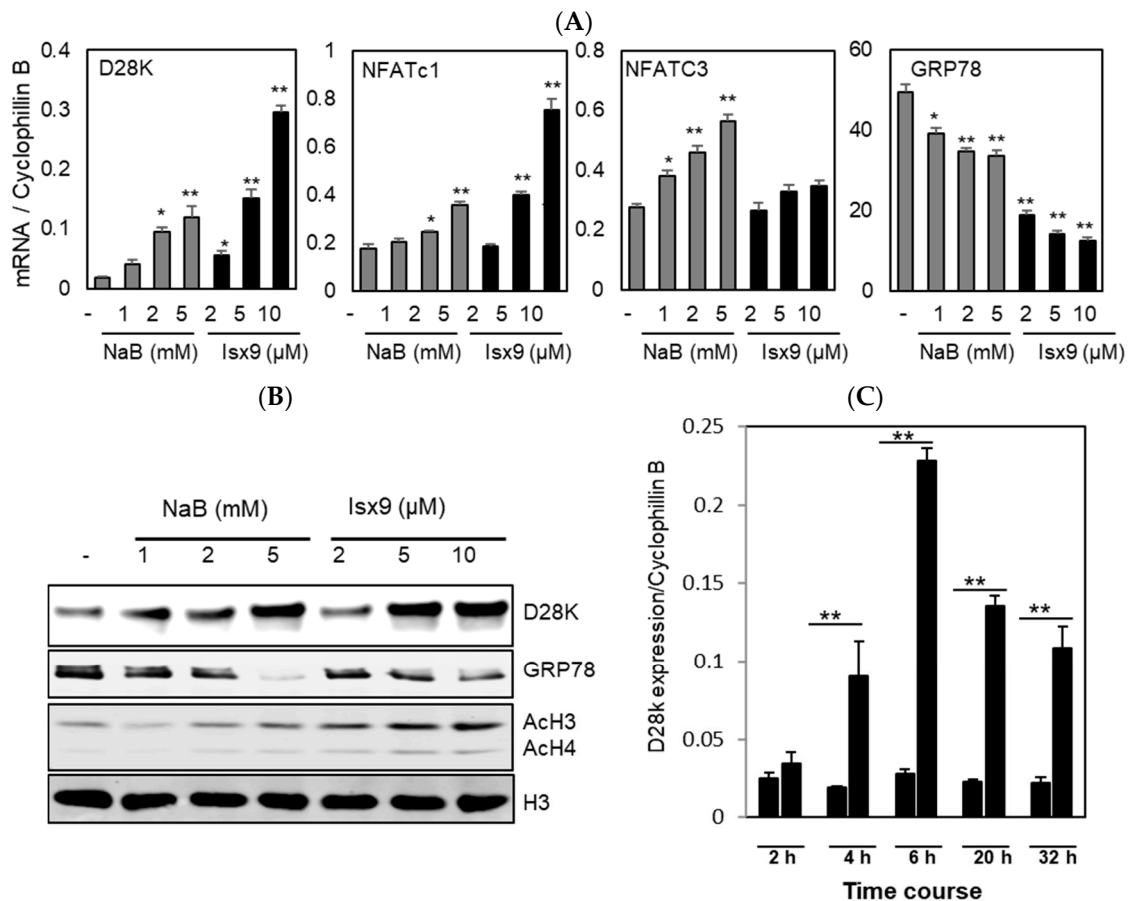 (A)
mRNA / Cyclophillin B
0.4
0.3
0.2
0.1
0
D28K
* ** * ** **
- 1 2 5 2 5 10
NaB (mM) Isx9 (µM)
1
0.8
0.6
0.4
0.2
0
NFATc1
* ** ** **
- 1 2 5 2 5 10
NaB (mM) Isx9 (µM)
0.8
0.6
0.4
0.2
0
NFATC3
* ** **
- 1 2 5 2 5 10
NaB (mM) Isx9 (µM)
60
40
20
0
GRP78
* ** ** ** ** **
- 1 2 5 2 5 10
NaB (mM) Isx9 (µM)
(B)
NaB (mM) Isx9 (µM)
- 1 2 5 2 5 10
D28K
GRP78
AcH3
AcH4
H3
(C)
D28k expression/Cyclophillin B
0.25
0.2
0.15
0.1
0.05
0
** ** ** **
2 h 4 h 6 h 20 h 32 h
Time course